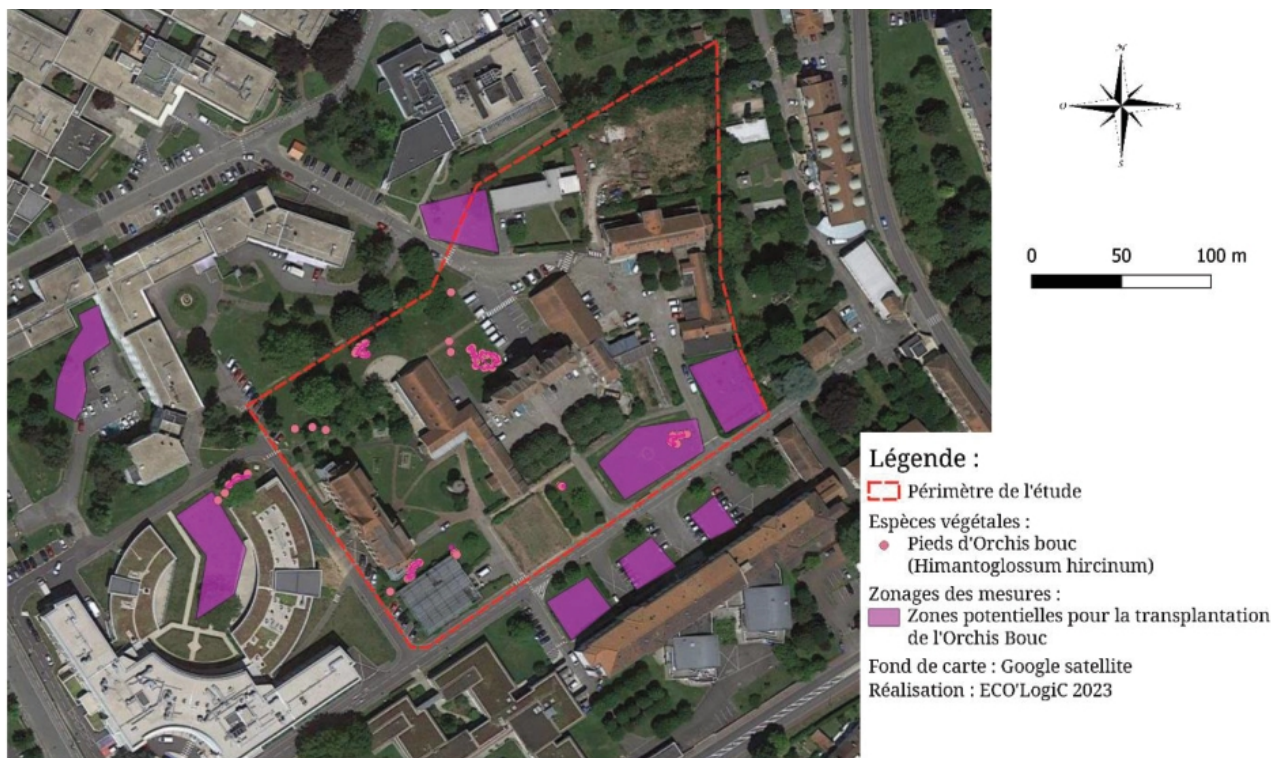 N
O
E
S
0 50 100 m
Légende :
Périmètre de l'étude
Espèces végétales :
Pieds d'Orchis bouc
(Himantoglossum hircinum)
Zonages des mesures :
Zones potentielles pour la transplantation
de l'Orchis Bouc
Fond de carte : Google satellite
Réalisation : ECO'LogiC 2023